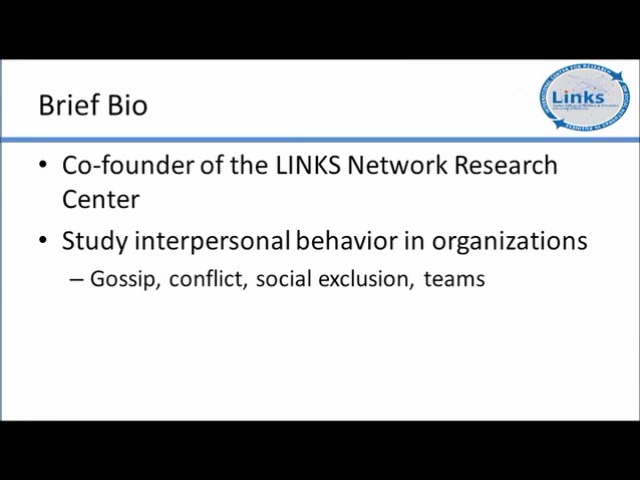 Brief Bio
Links
• Co-founder of the LINKS Network Research
Center
• Study interpersonal behavior in organizations
– Gossip, conflict, social exclusion, teams